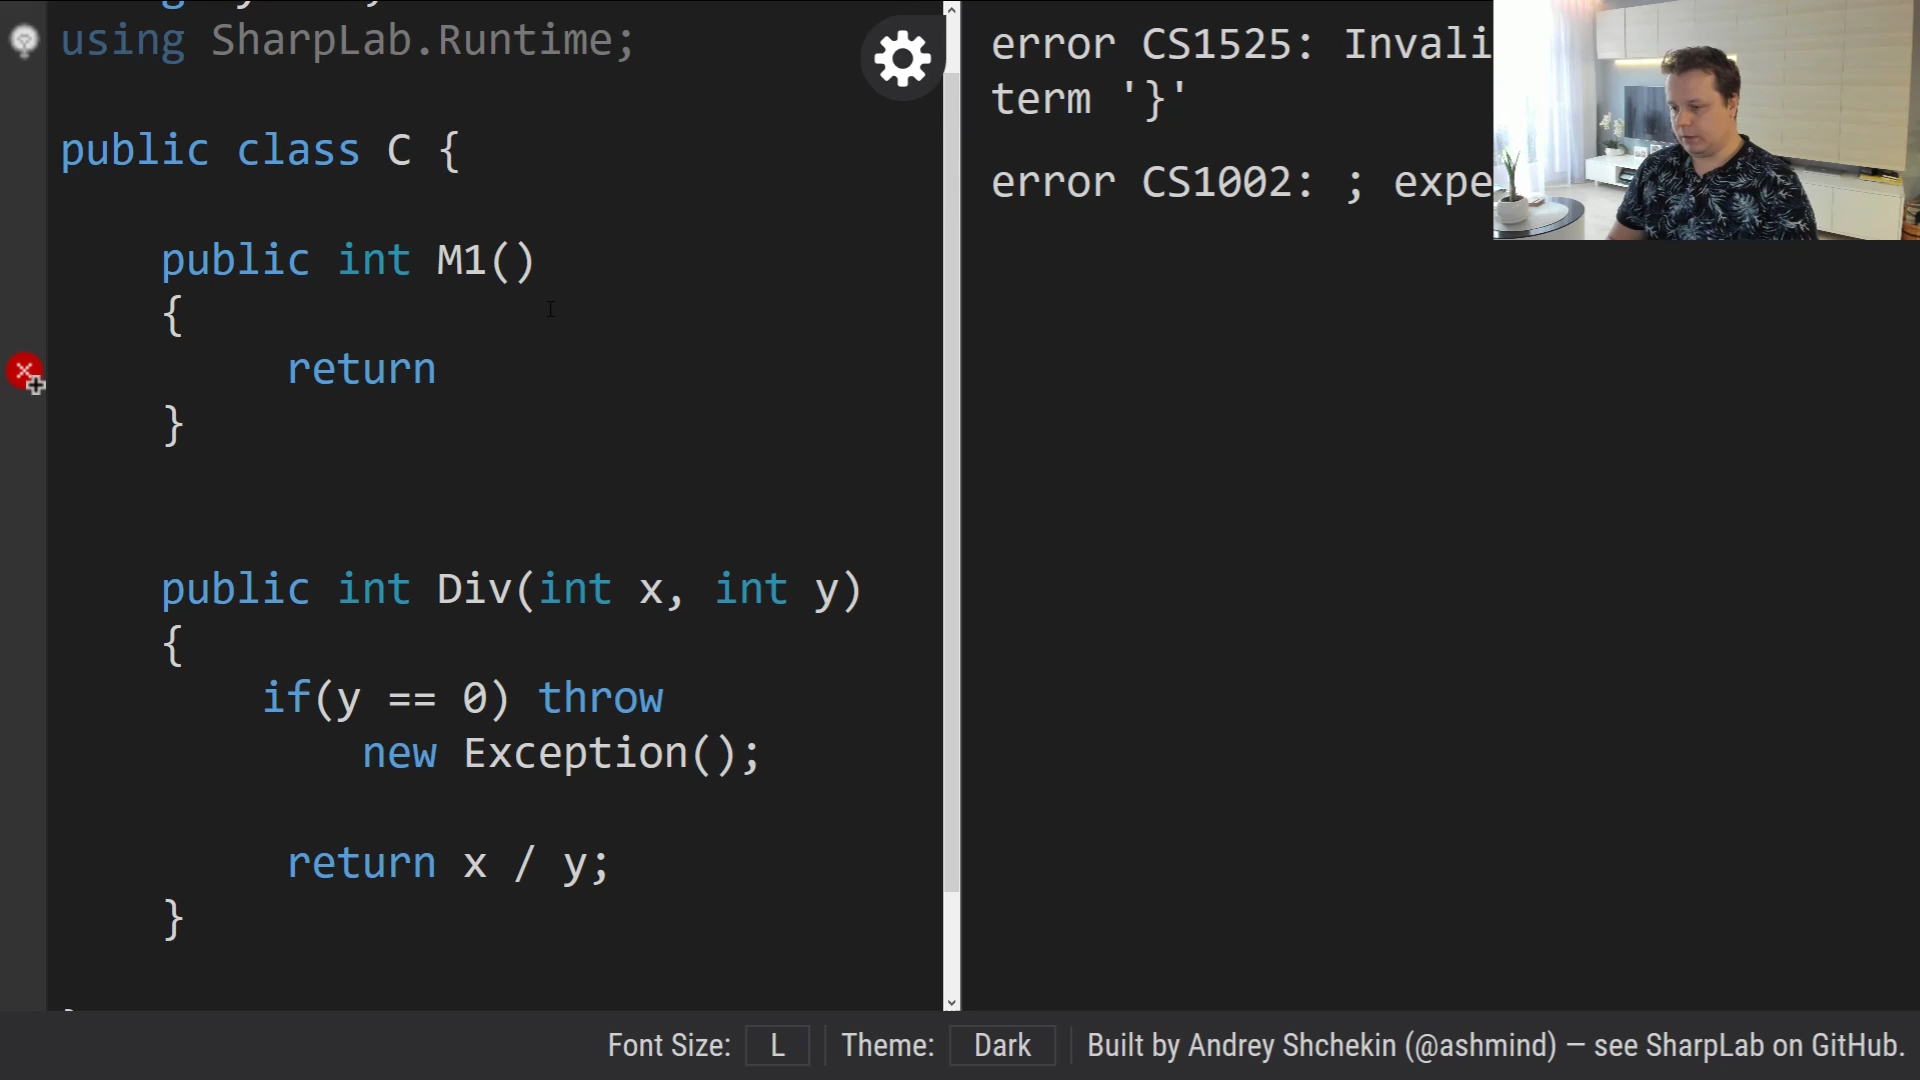 using SharpLab.Runtime;
public class C {
public int M1()
{
return
}
public int Div(int x, int y)
{
if(y == 0) throw
new Exception();
return x / y;
}
error CS1525: Invali
term '}'
error CS1002: ; expe
Font Size: L Theme: Dark Built by Andrey Shchekin (@ashmind) — see SharpLab on GitHub.